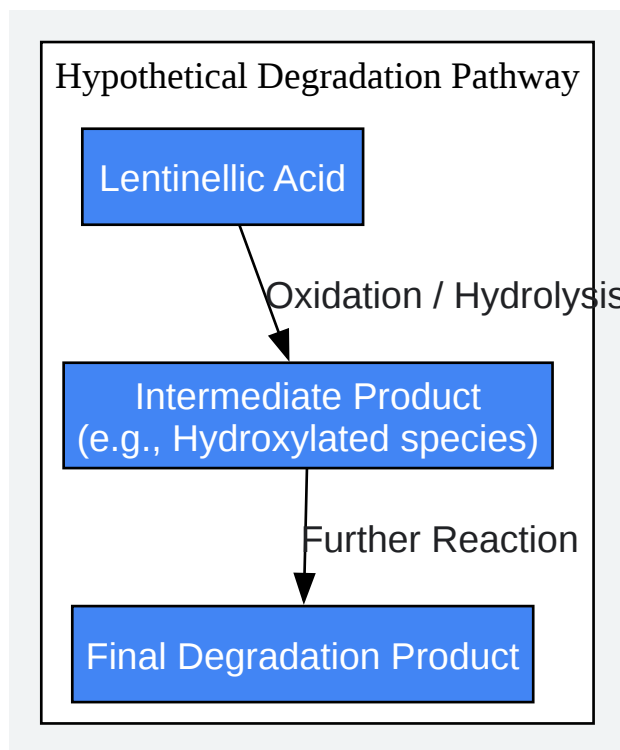 Hypothetical Degradation Pathway
Lentinellic Acid
Oxidation / Hydrolysis
Intermediate Product
(e.g., Hydroxylated species)
Further Reaction
Final Degradation Product